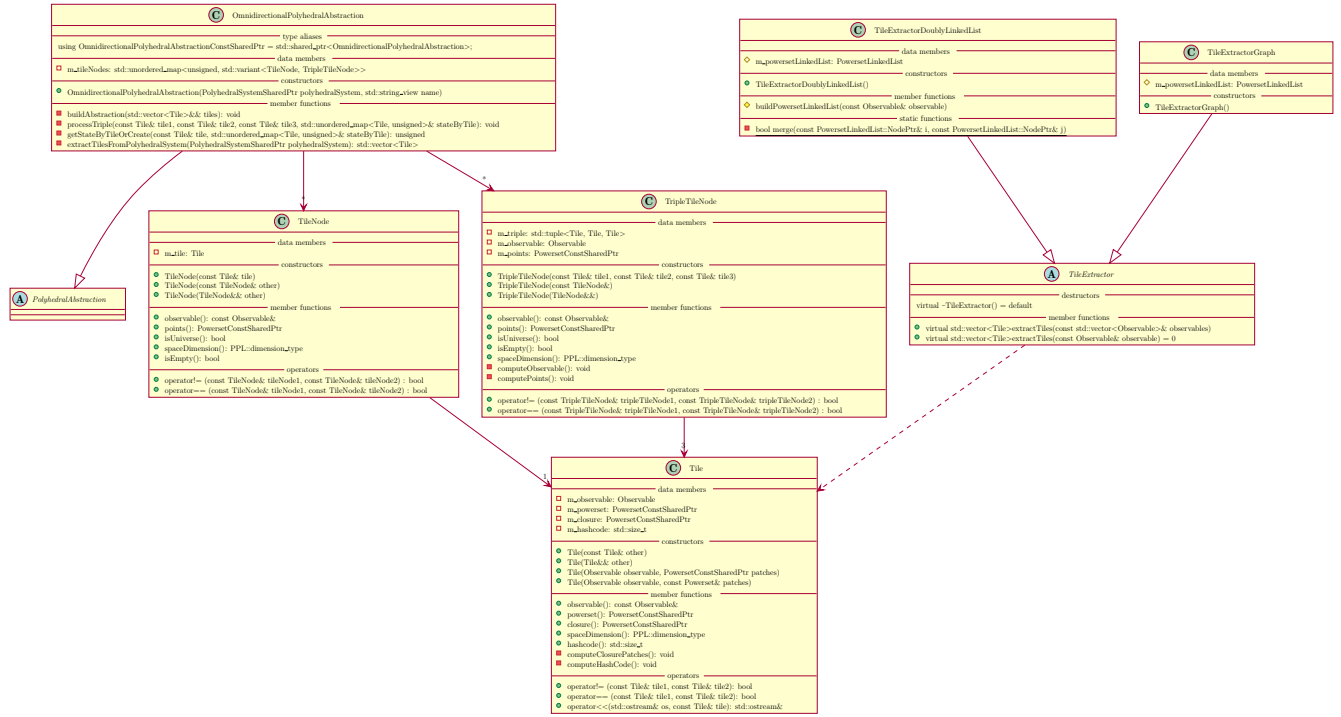 C OmnidirectionalPolyhedralAbstraction
type aliases
using OmnidirectionalPolyhedralAbstractionConstSharedPtr = std::shared_ptr<OmnidirectionalPolyhedralAbstraction>;
data members
m_tileNodes: std::unordered_map<unsigned, std::variant<TileNode, TripleTileNode>>
constructors
OmnidirectionalPolyhedralAbstraction(PolyhedralSystemSharedPtr polyhedralSystem, std::string_view name)
member functions
buildAbstraction(std::vector<Tile>&& tiles): void
processTriple(const Tile& tile1, const Tile& tile2, const Tile& tile3, std::unordered_map<Tile, unsigned>& stateByTile): void
getStateByTileOrCreate(const Tile& tile, std::unordered_map<Tile, unsigned>& stateByTile): unsigned
extractTilesFromPolyhedralSystem(PolyhedralSystemSharedPtr polyhedralSystem): std::vector<Tile>
C TileExtractorDoublyLinkedList
data members
m_powersetLinkedList: PowersetLinkedList
constructors
TileExtractorDoublyLinkedList()
member functions
buildPowersetLinkedList(const Observable& observable)
static functions
bool merge(const PowersetLinkedList::NodePtr& i, const PowersetLinkedList::NodePtr& j)
C TileExtractorGraph
data members
m_powersetLinkedList: PowersetLinkedList
constructors
TileExtractorGraph()
*
*
C TileNode
data members
m_tile: Tile
constructors
TileNode(const Tile& tile)
TileNode(const TileNode& other)
TileNode(TileNode&& other)
member functions
observable(): const Observable&
points(): PowersetConstSharedPtr
isUniverse(): bool
spaceDimension(): PPL::dimension_type
isEmpty(): bool
operators
operator!= (const TileNode& tileNode1, const TileNode& tileNode2) : bool
operator== (const TileNode& tileNode1, const TileNode& tileNode2) : bool
C TripleTileNode
data members
m_triple: std::tuple<Tile, Tile, Tile>
m_observable: Observable
m_points: PowersetConstSharedPtr
constructors
TripleTileNode(const Tile& tile1, const Tile& tile2, const Tile& tile3)
TripleTileNode(const TripleTileNode&)
TripleTileNode(TripleTileNode&&)
member functions
observable(): const Observable&
points(): PowersetConstSharedPtr
isUniverse(): bool
isEmpty(): bool
spaceDimension(): PPL::dimension_type
computeObservable(): void
computePoints(): void
operators
operator!= (const TripleTileNode& tripleTileNode1, const TripleTileNode& tripleTileNode2) : bool
operator== (const TripleTileNode& tripleTileNode1, const TripleTileNode& tripleTileNode2) : bool
A PolyhedralAbstraction
A TileExtractor
destructors
virtual ~TileExtractor() = default
member functions
virtual std::vector<Tile>extractTiles(const std::vector<Observable>& observables)
virtual std::vector<Tile>extractTiles(const Observable& observable) = 0
1
3
C Tile
data members
m_observable: Observable
m_powerset: PowersetConstSharedPtr
m_closure: PowersetConstSharedPtr
m_hashcode: std::size_t
constructors
Tile(const Tile& other)
Tile(Tile&& other)
Tile(Observable observable, PowersetConstSharedPtr patches)
Tile(Observable observable, const Powerset& patches)
member functions
observable(): const Observable&
powerset(): PowersetConstSharedPtr
closure(): PowersetConstSharedPtr
spaceDimension(): PPL::dimension_type
hashcode(): std::size_t
computeClosurePatches(): void
computeHashCode(): void
operators
operator!= (const Tile& tile1, const Tile& tile2): bool
operator== (const Tile& tile1, const Tile& tile2): bool
operator<<(std::ostream& os, const Tile& tile): std::ostream&